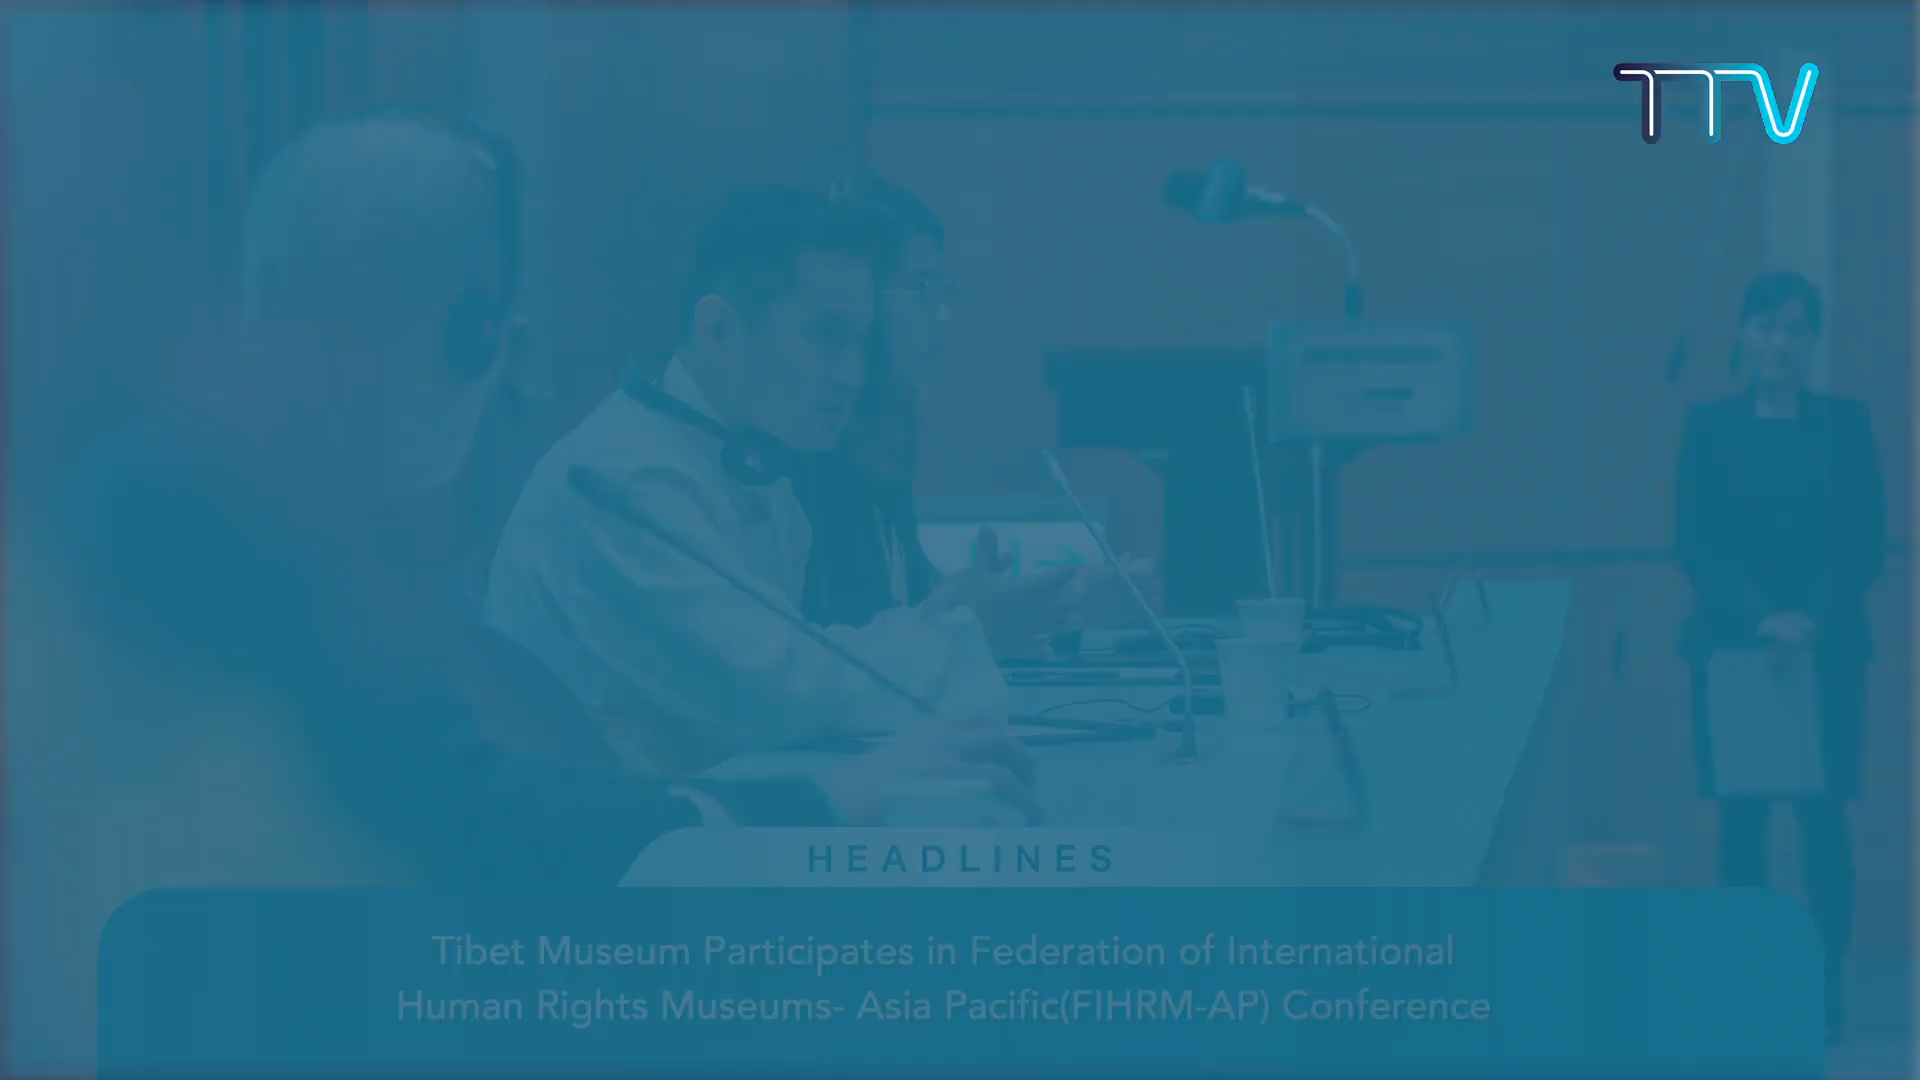 TTV
HEADLINES
Tibet Museum Participates in Federation of International
Human Rights Museums- Asia Pacific(FIHRM-AP) Conference